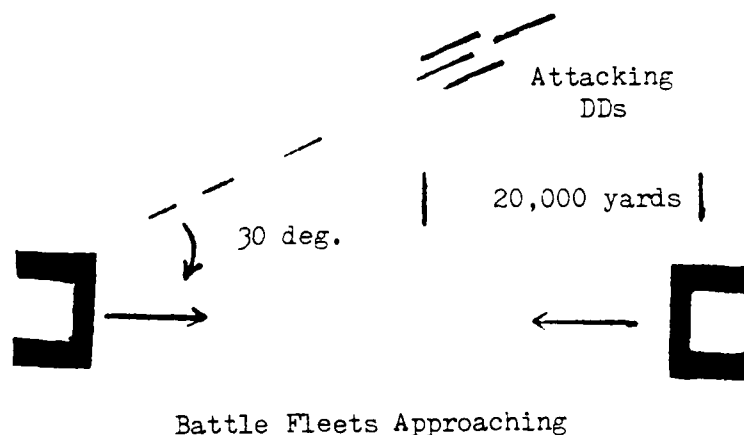 Attacking
DDs
20,000 yards
30 deg.
Battle Fleets Approaching